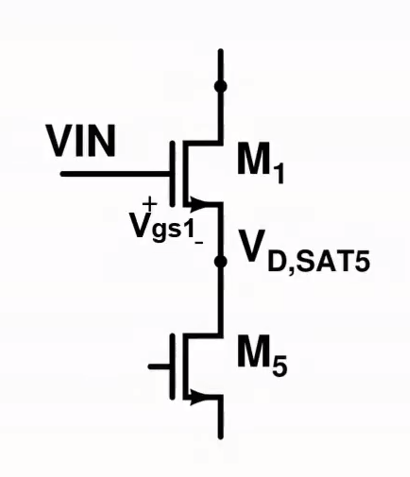 VIN
M1
+
Vgs1
-
VD,SAT5
M5